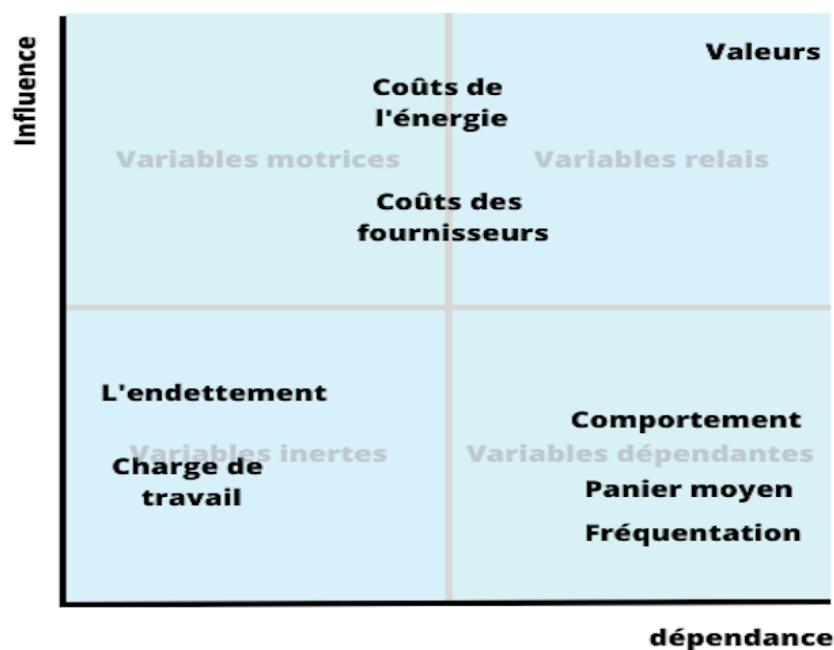 Influence
Valeurs
Coûts de
l'énergie
Variables motrices
Variables relais
Coûts des
fournisseurs
L'endettement
Comportement
Variables inertes
Variables dépendantes
Charge de
travail
Panier moyen
Fréquentation
dépendance